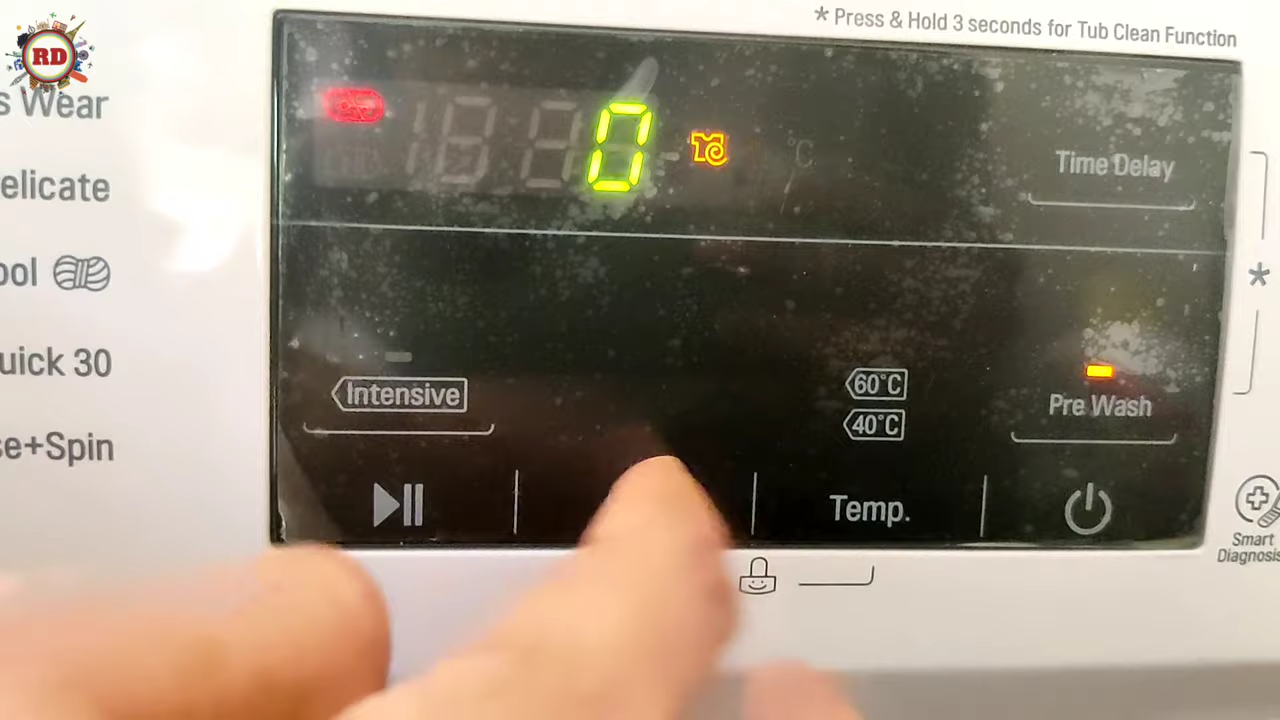 RD
* Press & Hold 3 seconds for Tub Clean Function
s Wear
elicate
ool
uick 30
se+Spin
0
°C
Time Delay
*
Intensive
60°C
40°C
Pre Wash
Temp.
Smart
Diagnosis